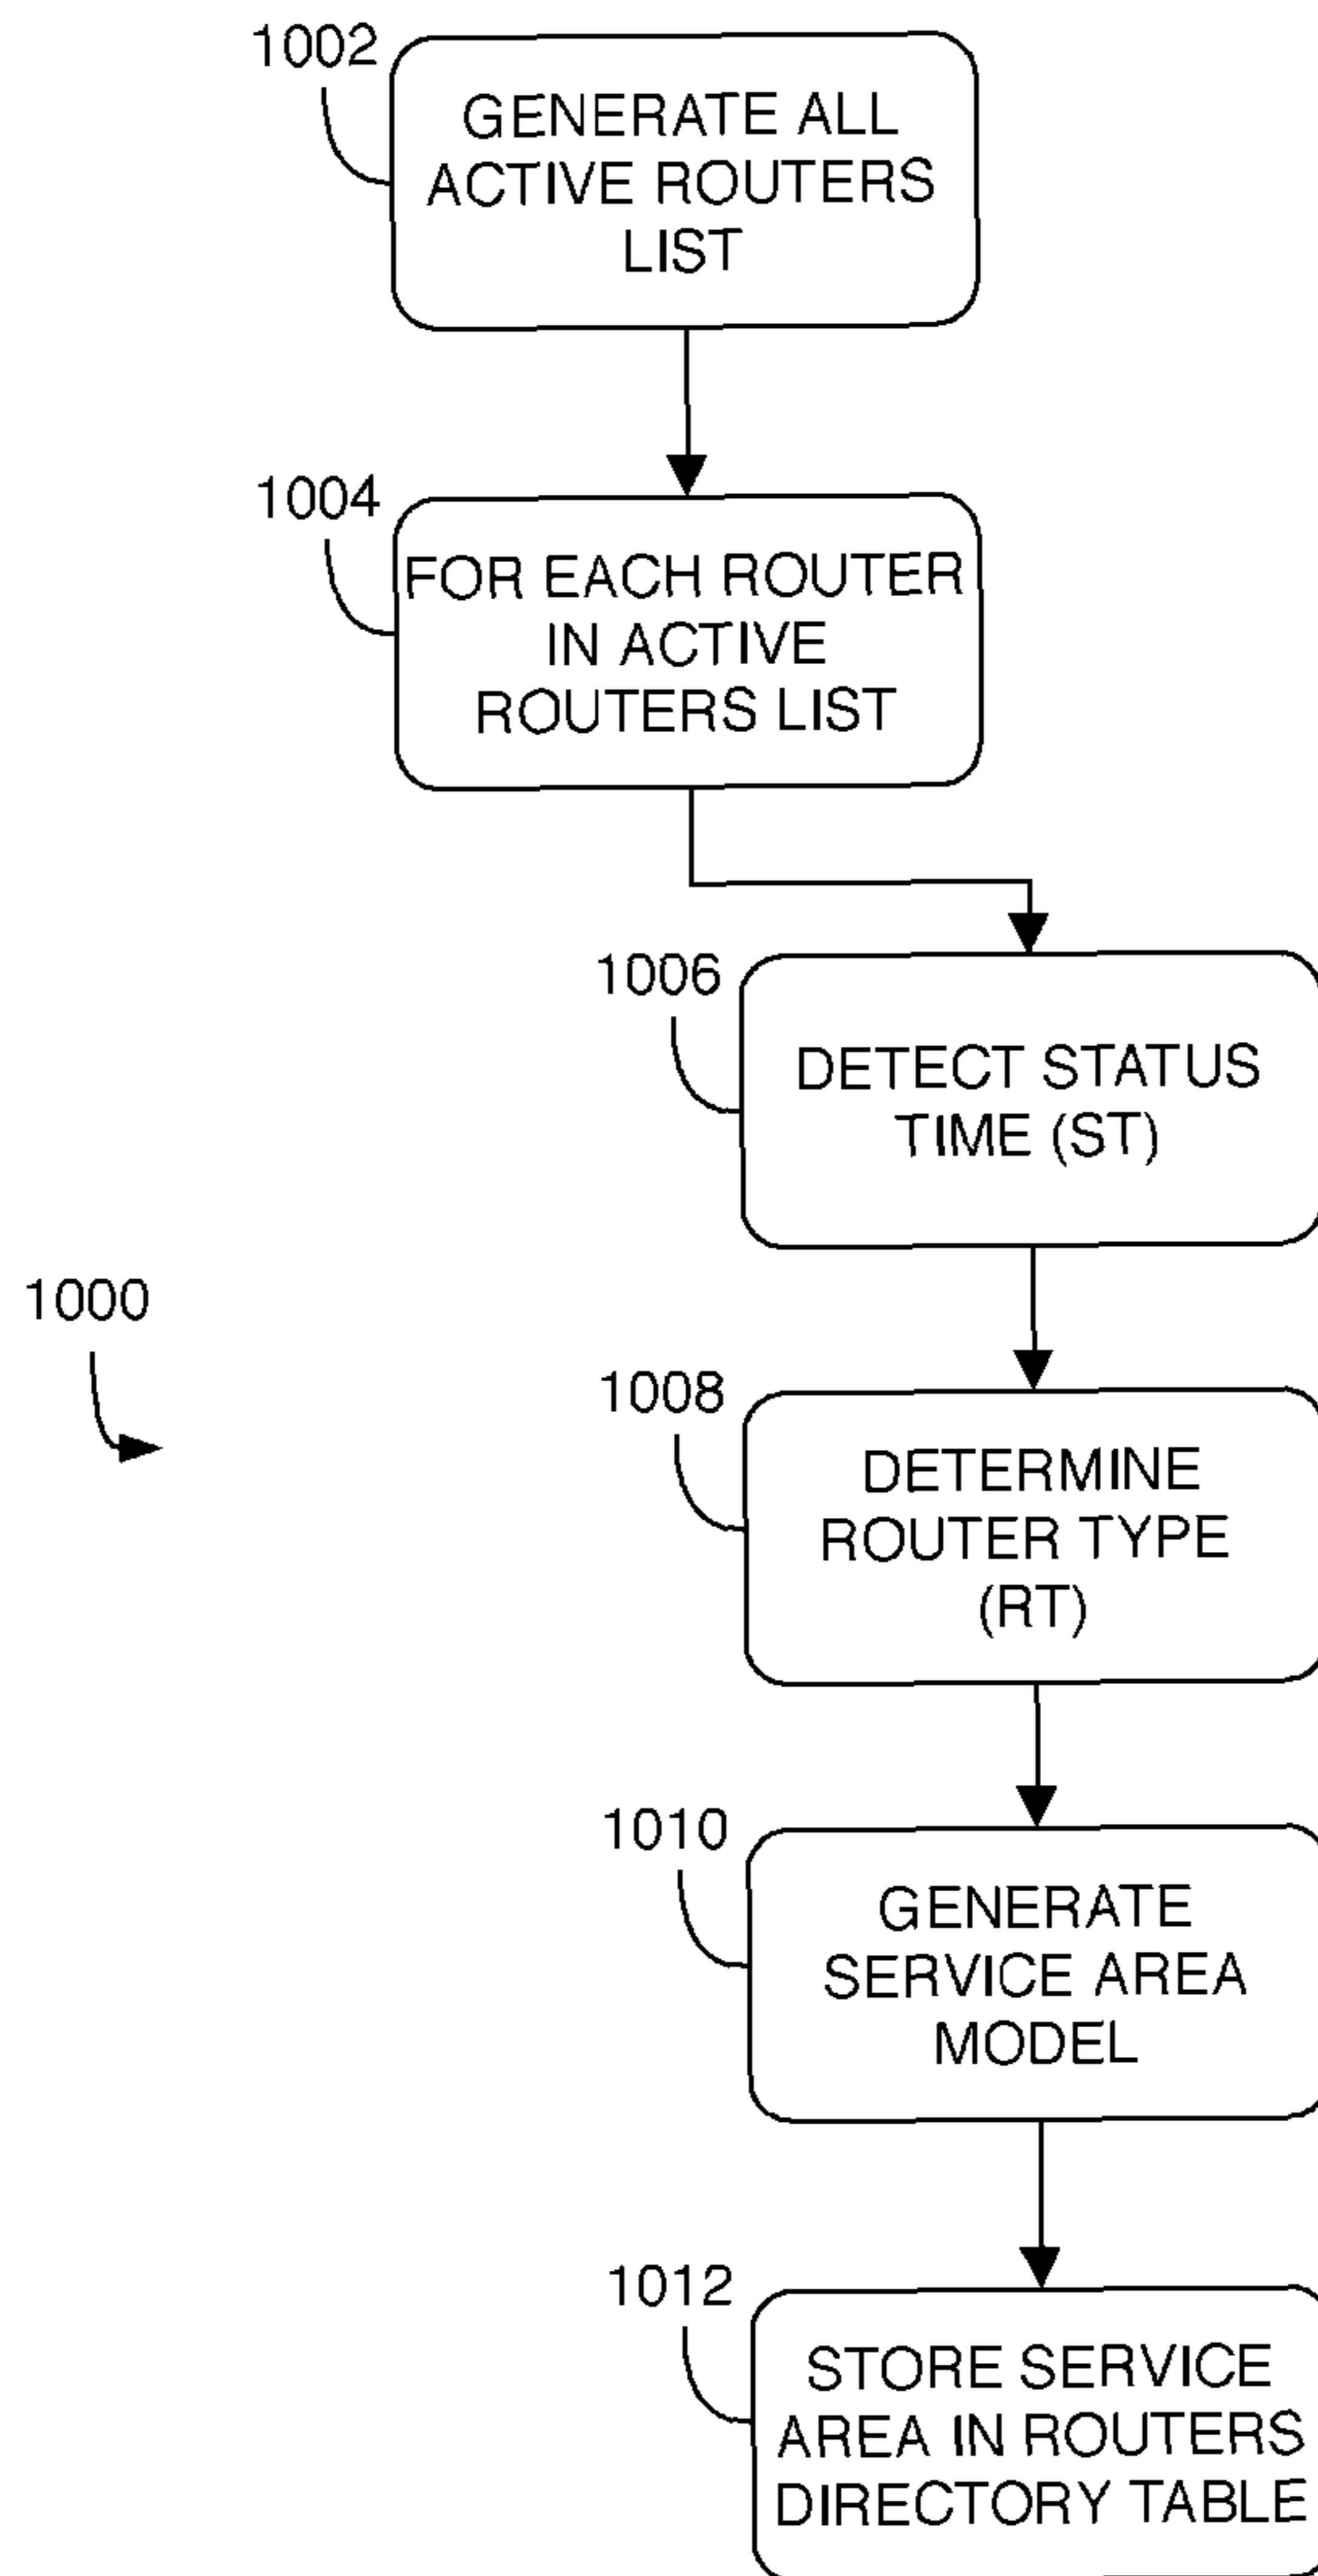 1002
GENERATE ALL
ACTIVE ROUTERS
LIST
1004
FOR EACH ROUTER
IN ACTIVE
ROUTERS LIST
1006
DETECT STATUS
TIME (ST)
1000
1008
DETERMINE
ROUTER TYPE
(RT)
1010
GENERATE
SERVICE AREA
MODEL
1012
STORE SERVICE
AREA IN ROUTERS
DIRECTORY TABLE